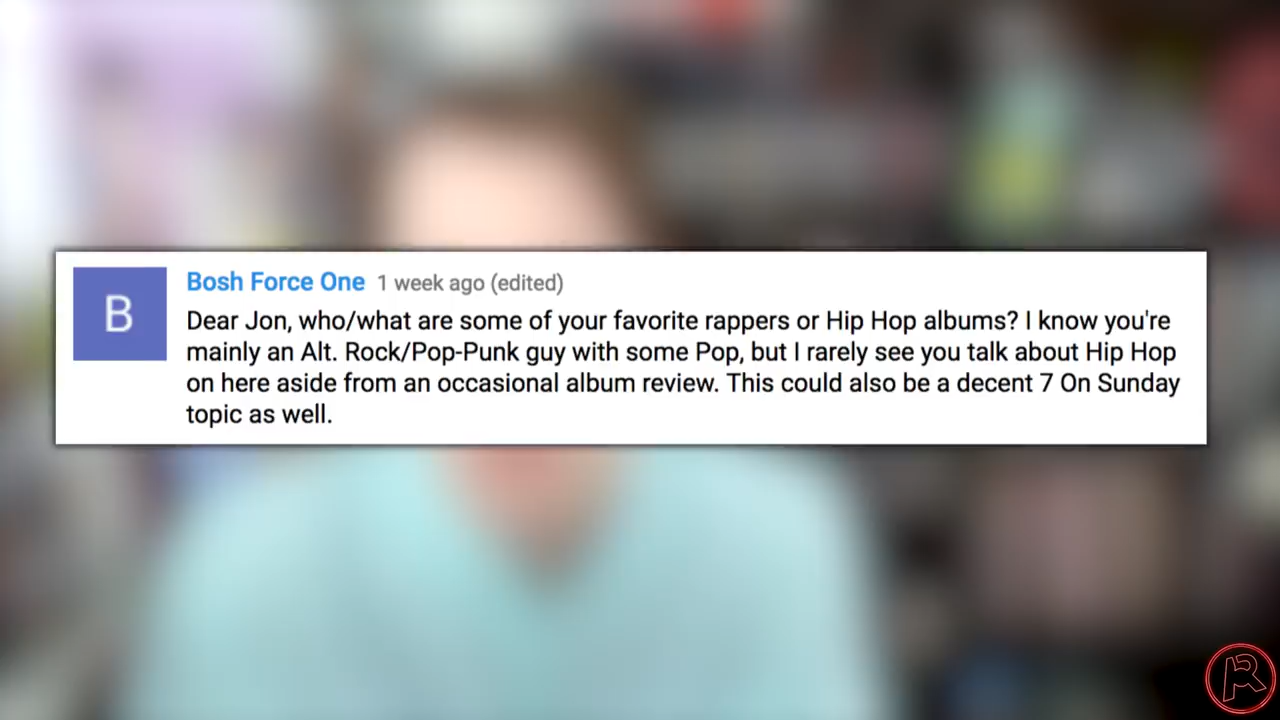 B
Bosh Force One 1 week ago (edited)
Dear Jon, who/what are some of your favorite rappers or Hip Hop albums? I know you're
mainly an Alt. Rock/Pop-Punk guy with some Pop, but I rarely see you talk about Hip Hop
on here aside from an occasional album review. This could also be a decent 7 On Sunday
topic as well.